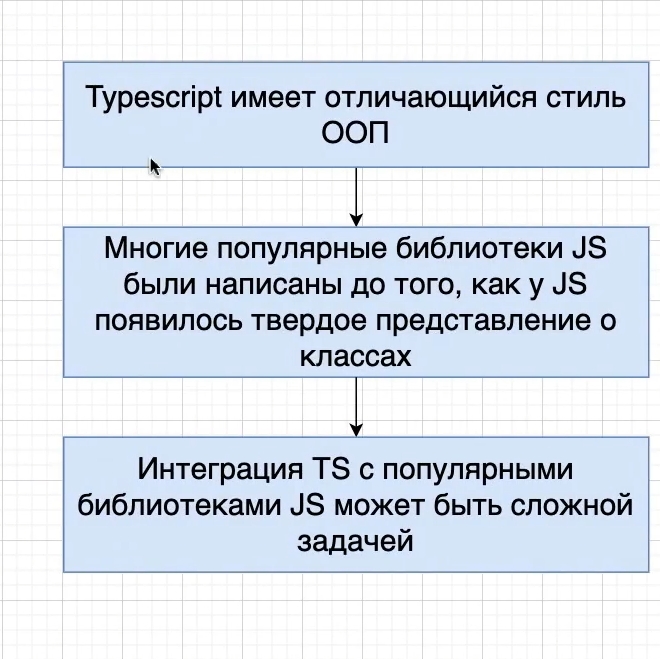 Typescript имеет отличающийся стиль
ООП
Многие популярные библиотеки JS
были написаны до того, как у JS
появилось твердое представление о
классах
Интеграция TS с популярными
библиотеками JS может быть сложной
задачей